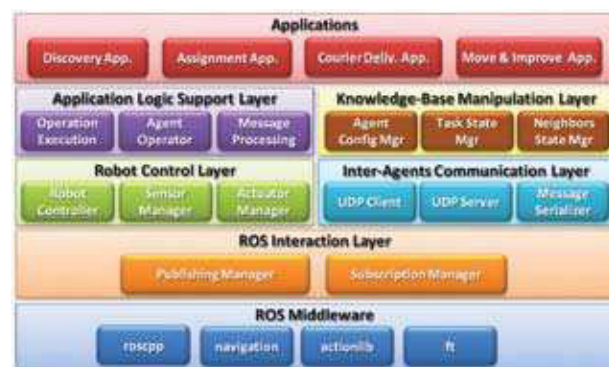 Applications
Discovery App.
Assignment App.
Courier Deliv. App.
Move & Improve App.
Application Logic Support Layer
Operation
Execution
Agent
Operator
Message
Processing
Knowledge-Base Manipulation Layer
Agent
Config Mgr
Task State
Mgr
Neighbors
State Mgr
Robot Control Layer
Robot
Controller
Sensor
Manager
Actuator
Manager
Inter-Agents Communication Layer
UDP Client
UDP Server
Message
Serializer
ROS Interaction Layer
Publishing Manager
Subscription Manager
ROS Middleware
roscpp
navigation
actionlib
ft